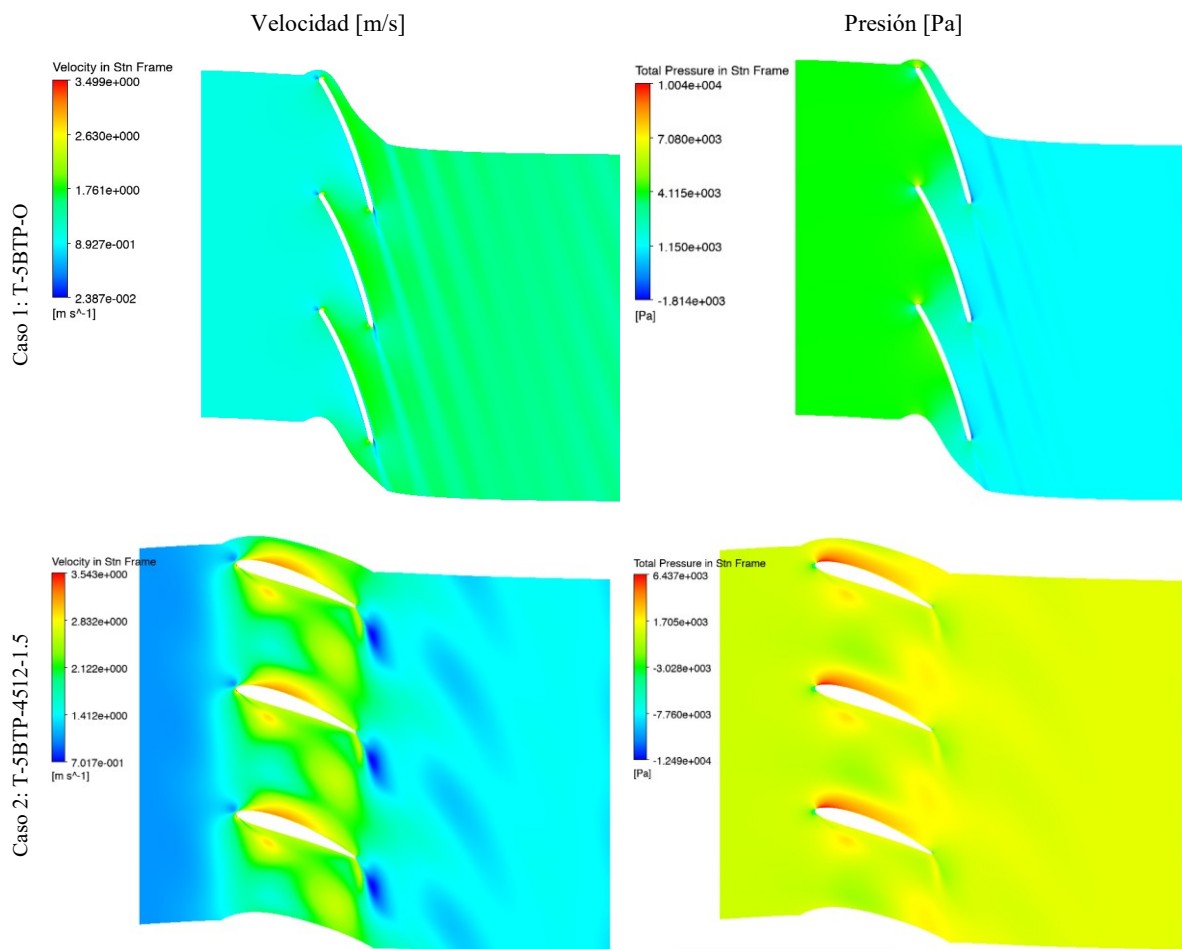 Velocidad [m/s]
Presión [Pa]
Caso 1: T-5BTP-O
Velocity in Stn Frame
3.499e+000
2.630e+000
1.761e+000
8.927e-001
2.387e-002
[m s^-1]
Total Pressure in Stn Frame
1.004e+004
7.080e+003
4.115e+003
1.150e+003
-1.814e+003
[Pa]
Caso 2: T-5BTP-4512-1.5
Velocity in Stn Frame
3.543e+000
2.832e+000
2.122e+000
1.412e+000
7.017e-001
[m s^-1]
Total Pressure in Stn Frame
6.437e+003
1.705e+003
-3.028e+003
-7.760e+003
-1.249e+004
[Pa]